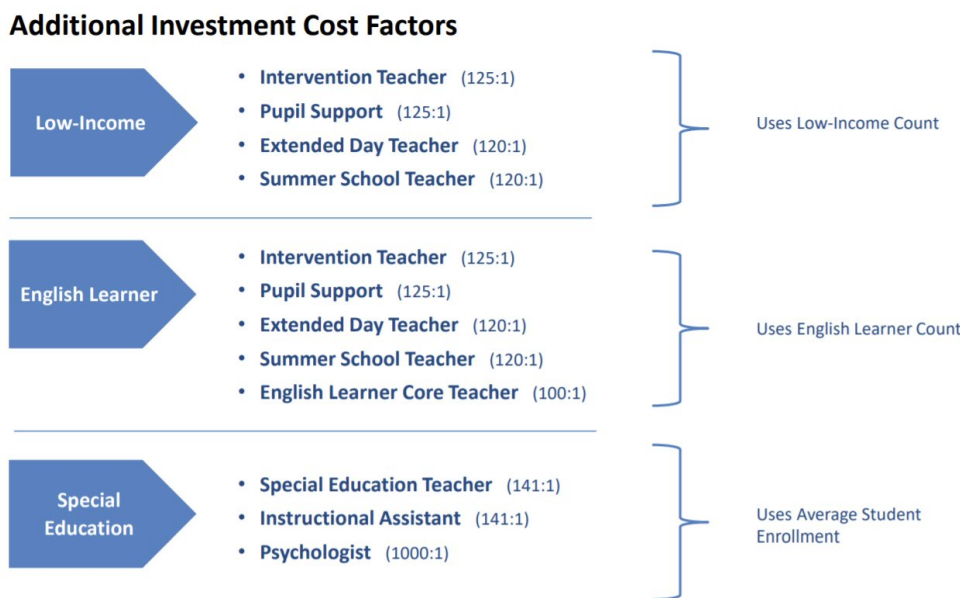 Additional Investment Cost Factors
Low-Income
• Intervention Teacher (125:1)
• Pupil Support (125:1)
• Extended Day Teacher (120:1)
• Summer School Teacher (120:1)
Uses Low-Income Count
English Learner
• Intervention Teacher (125:1)
• Pupil Support (125:1)
• Extended Day Teacher (120:1)
• Summer School Teacher (120:1)
• English Learner Core Teacher (100:1)
Uses English Learner Count
Special
Education
• Special Education Teacher (141:1)
• Instructional Assistant (141:1)
• Psychologist (1000:1)
Uses Average Student
Enrollment